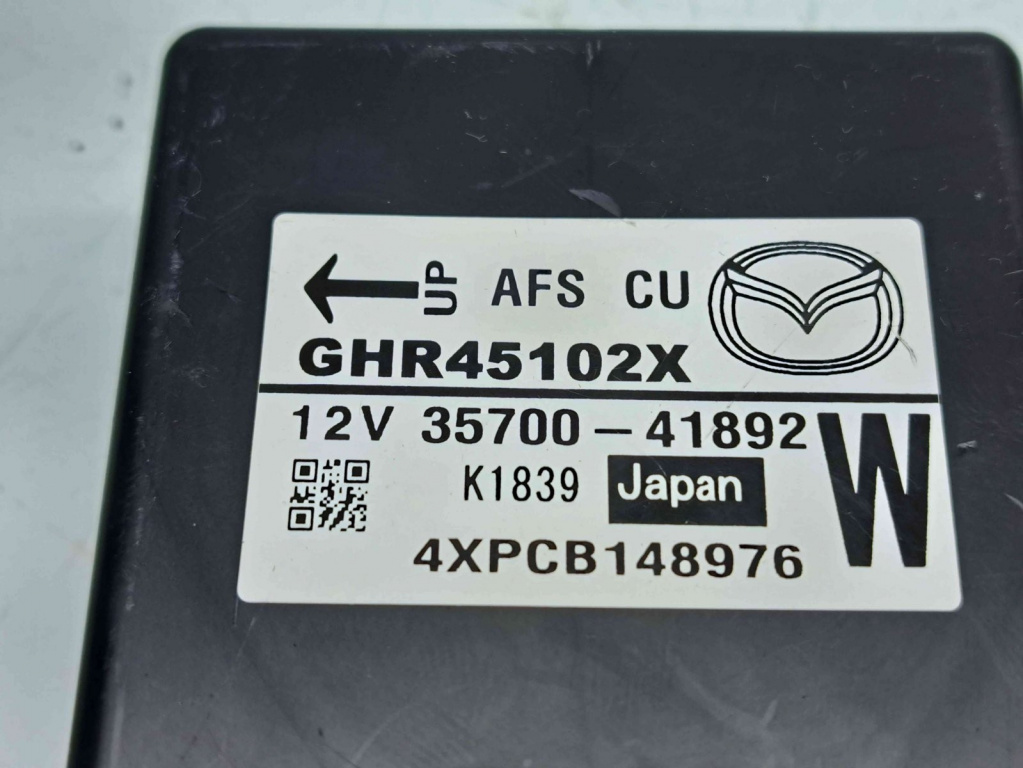 UP AFS CU
GHR45102X
12V 35700-41892 W
K1839 Japan
4XPCB148976